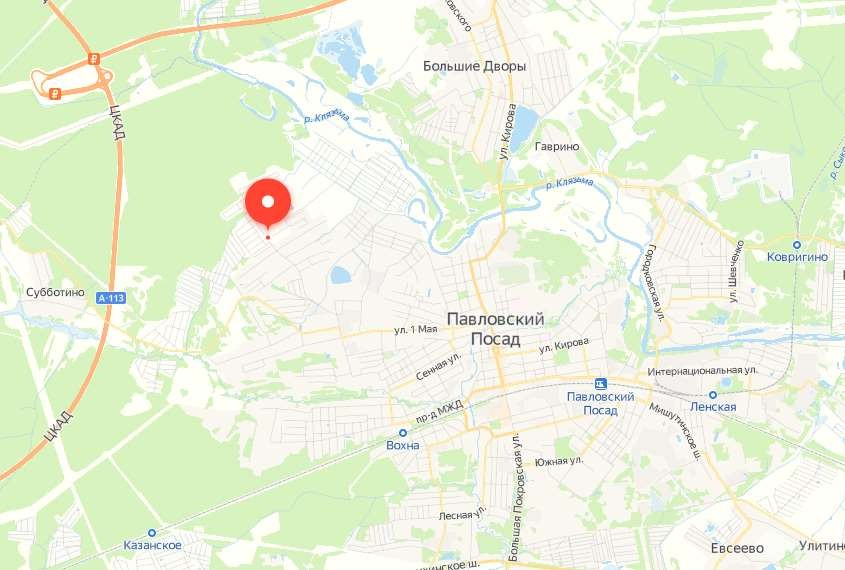 Большие Дворы
ЦКАД
р. Клязьма
ул. Кирова
Гаврино
р. Клязьма
Ковригино
ул. Шевченко
Городковская ул.
Субботино
А-113
Павловский
Посад
ул. 1 Мая
ул. Кирова
Сенная ул.
Интернациональная ул.
Павловский
Посад
Ленская
пр-д МЖД
Мишутинское ш.
ЦКАД
Вохна
Южная ул.
Большая Покровская ул.
Лесная ул.
Казанское
Евсеево